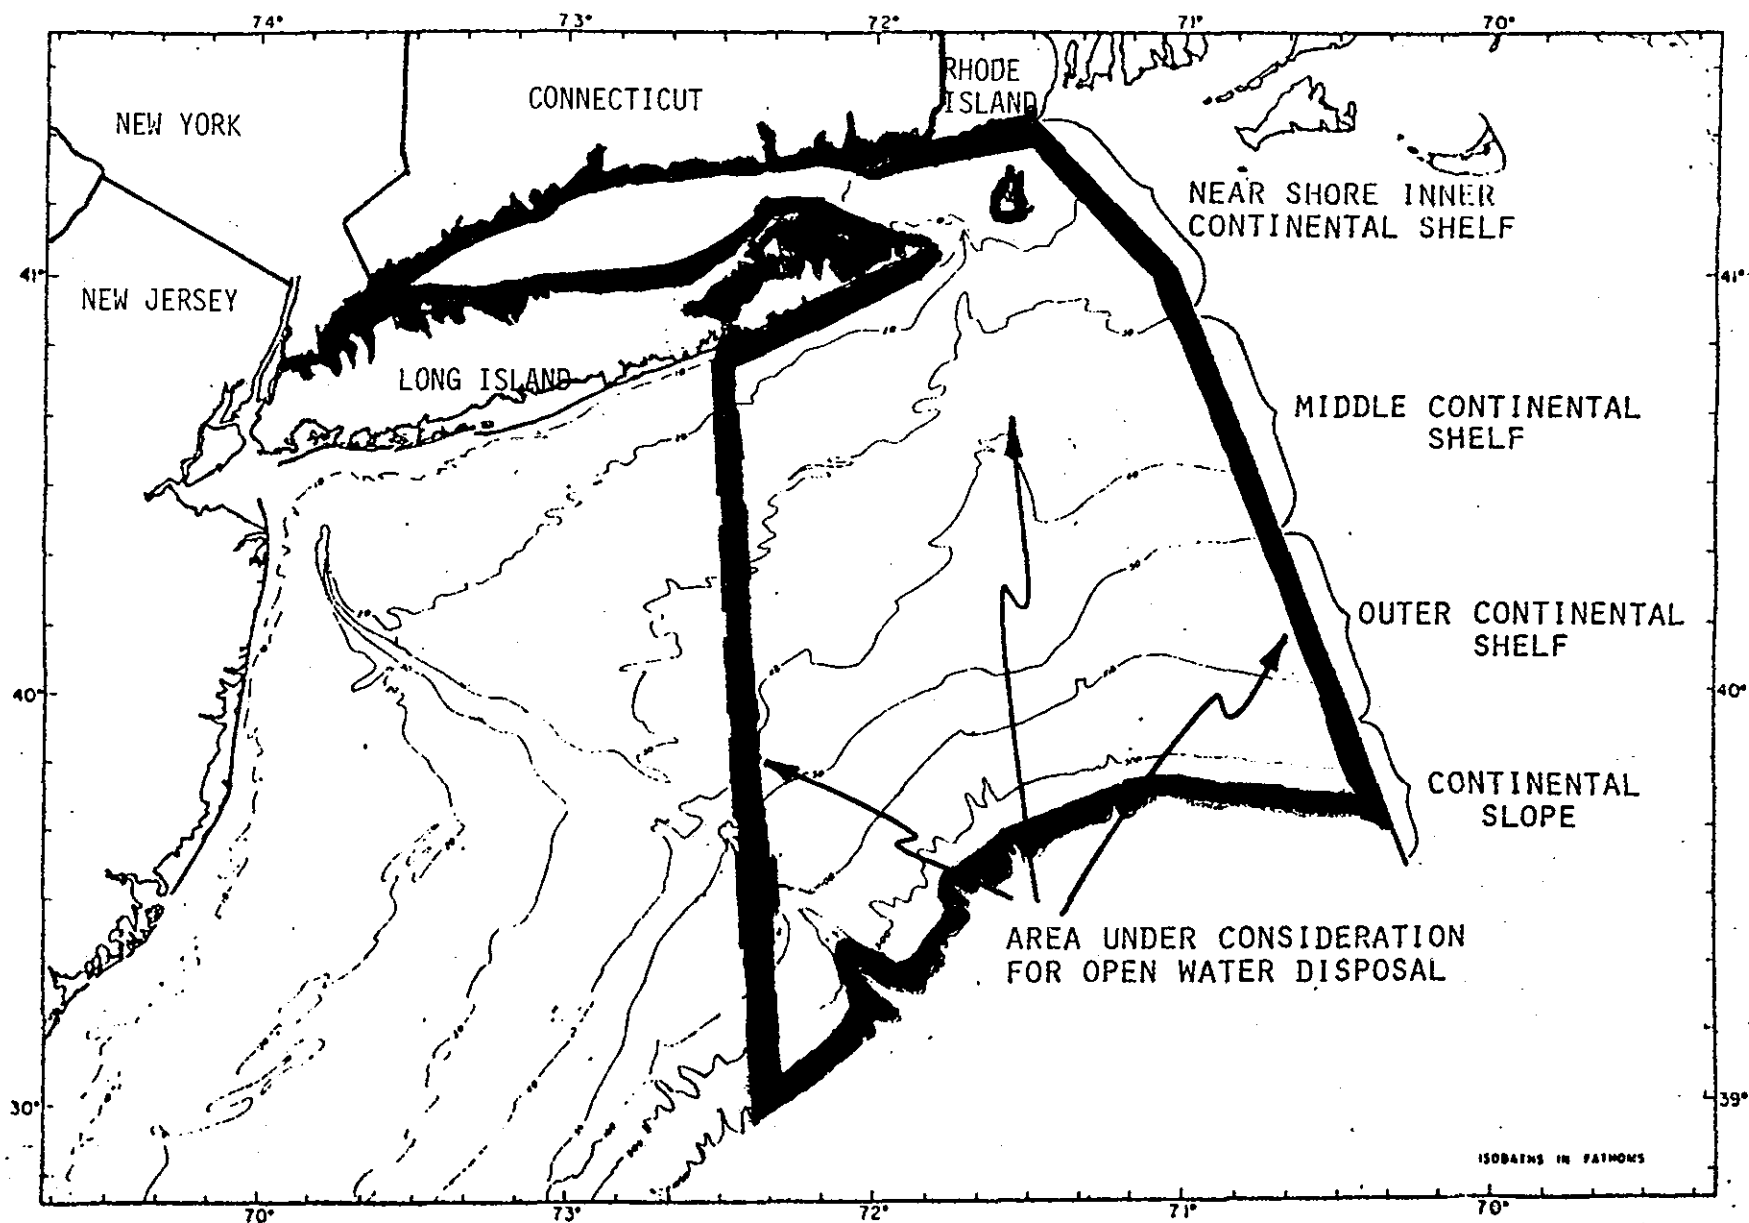 74° 73° 72° 71° 70°
RHODE
ISLAND
CONNECTICUT
NEW YORK
NEAR SHORE INNER
CONTINENTAL SHELF
41° 41°
NEW JERSEY
LONG ISLAND
MIDDLE CONTINENTAL
SHELF
OUTER CONTINENTAL
SHELF
40° 40°
CONTINENTAL
SLOPE
AREA UNDER CONSIDERATION
FOR OPEN WATER DISPOSAL
30° 39°
ISOBATHS IN FATHOMS
70° 73° 72° 71° 70°